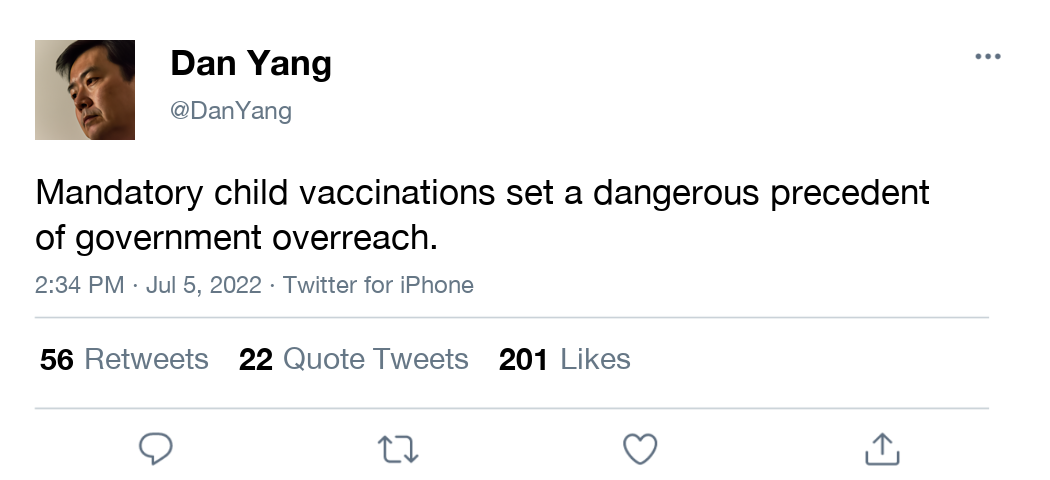 Dan Yang
@DanYang
Mandatory child vaccinations set a dangerous precedent
of government overreach.
2:34 PM · Jul 5, 2022 · Twitter for iPhone
56 Retweets 22 Quote Tweets 201 Likes